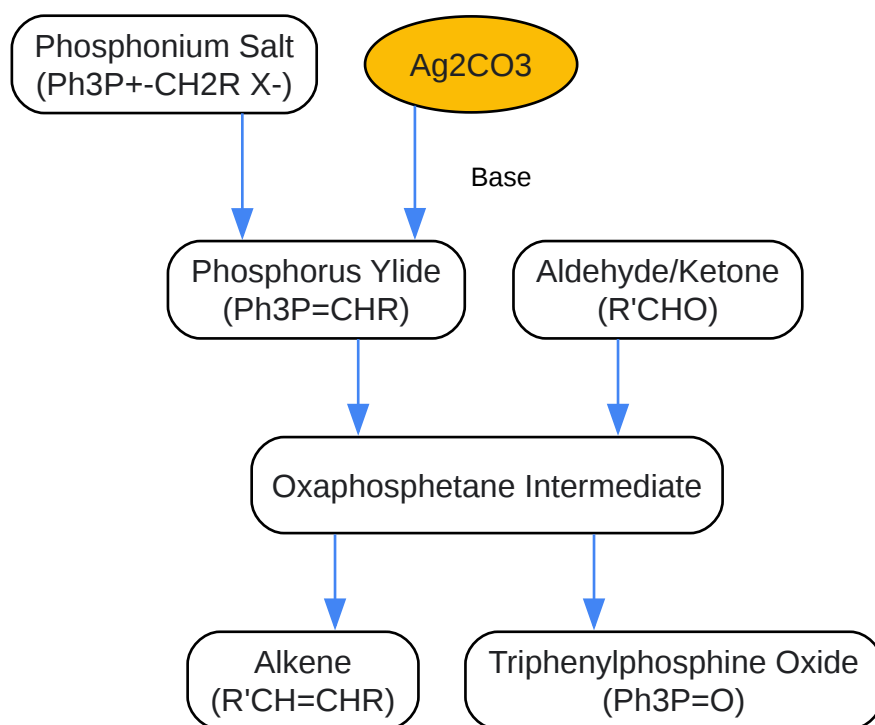 Phosphonium Salt
(Ph3P+-CH2R X-)
Ag2CO3
Base
Phosphorus Ylide
(Ph3P=CHR)
Aldehyde/Ketone
(R'CHO)
Oxaphosphetane Intermediate
Alkene
(R'CH=CHR)
Triphenylphosphine Oxide
(Ph3P=O)